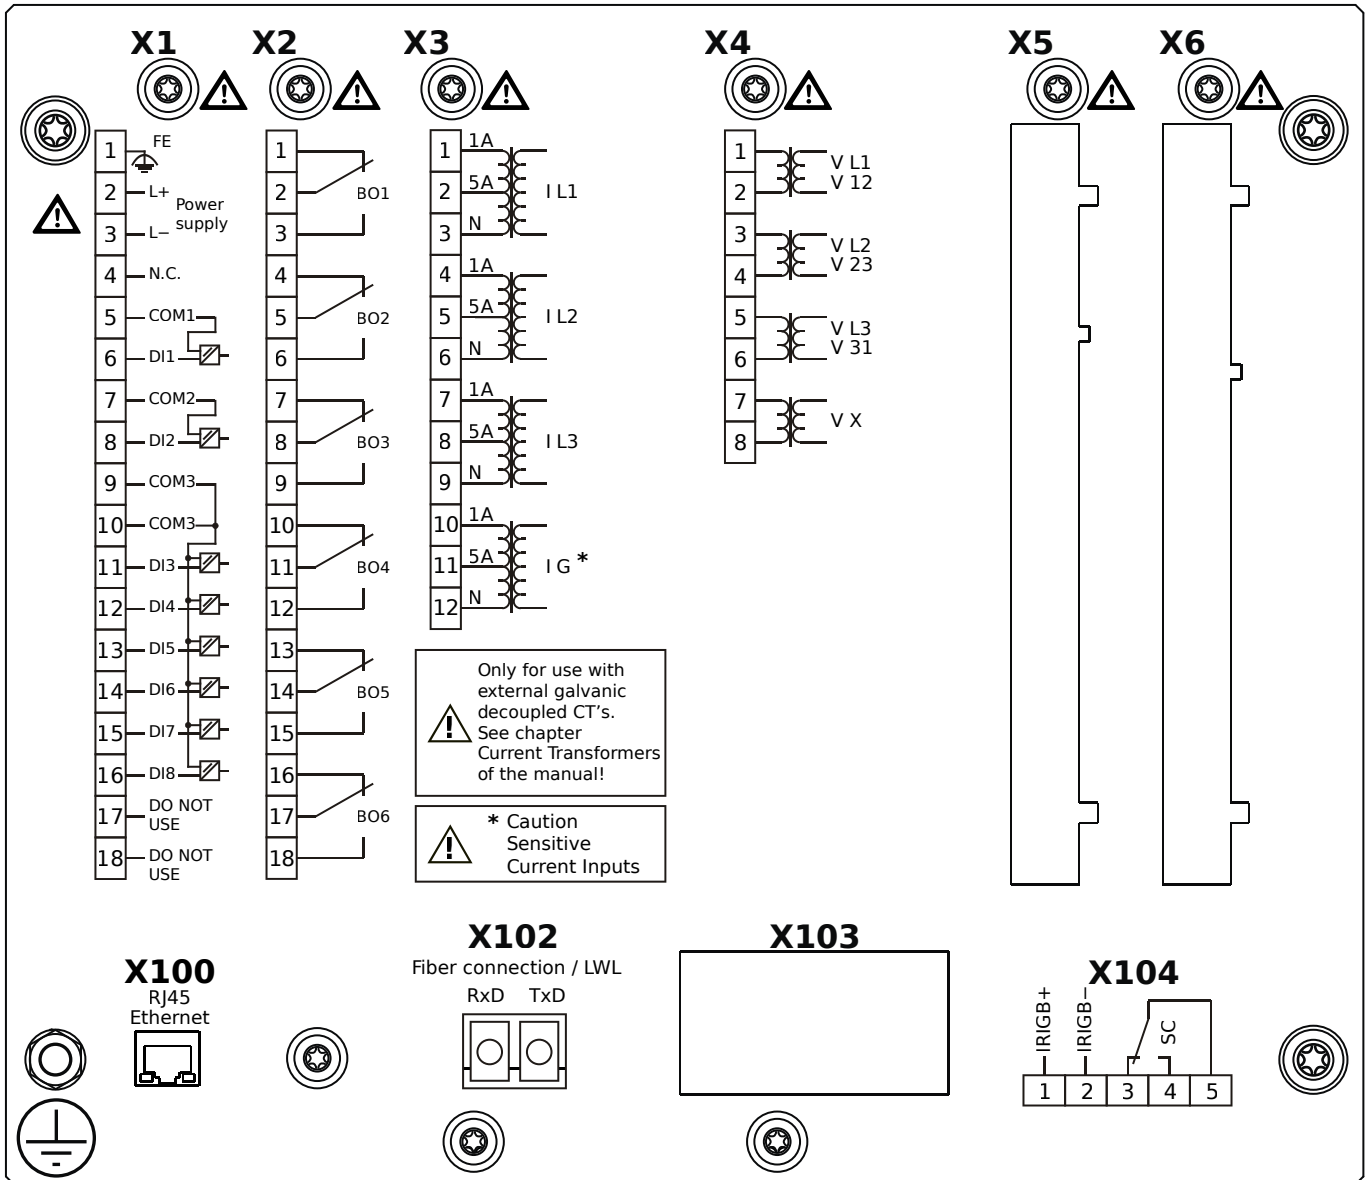 X1
X2
X3
X4
X5
X6
1
FE
2
L+
Power
supply
3
L−
4
N.C.
5
COM1
6
DI1
7
COM2
8
DI2
9
COM3
10
COM3
11
DI3
12
DI4
13
DI5
14
DI6
15
DI7
16
DI8
17
DO NOT
USE
18
DO NOT
USE
1
2
BO1
3
4
5
BO2
6
7
8
BO3
9
10
11
BO4
12
13
14
BO5
15
16
17
BO6
18
1
1A
2
5A
I L1
3
N
4
1A
5
5A
I L2
6
N
7
1A
8
5A
I L3
9
N
10
1A
11
5A
I G *
12
N
Only for use with
external galvanic
decoupled CT's.
See chapter
Current Transformers
of the manual!
* Caution
Sensitive
Current Inputs
1
V L1
2
V 12
3
V L2
4
V 23
5
V L3
6
V 31
7
V X
8
X100
RJ45
Ethernet
X102
Fiber connection / LWL
RxD TxD
X103
X104
IRIGB+
IRIGB−
SC
1 2 3 4 5